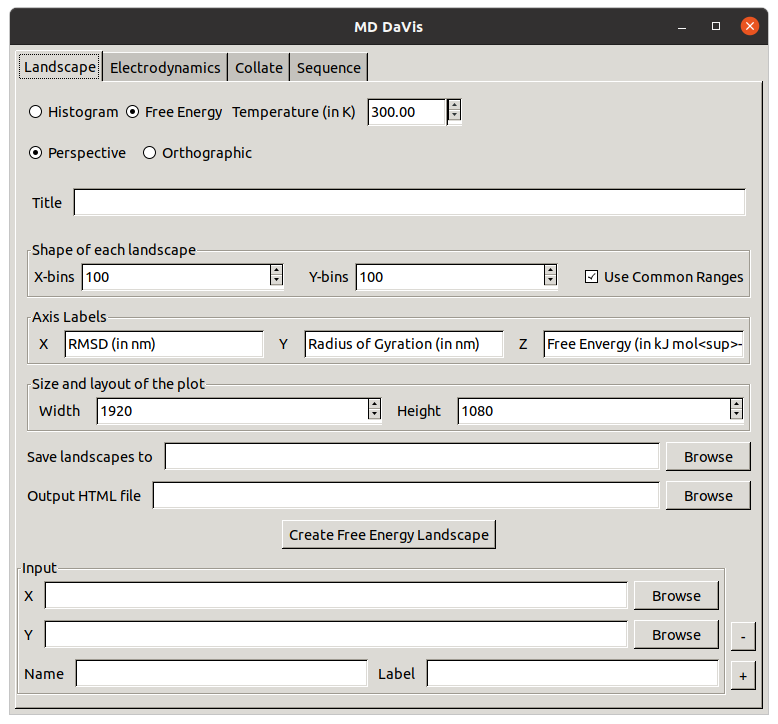 MD DaVis
Landscape Electrodynamics Collate Sequence
Histogram Free Energy Temperature (in K) 300.00
Perspective Orthographic
Title
Shape of each landscape
X-bins 100 Y-bins 100 Use Common Ranges
Axis Labels
X RMSD (in nm) Y Radius of Gyration (in nm) Z Free Envergy (in kJ mol<sup>-
Size and layout of the plot
Width 1920 Height 1080
Save landscapes to Browse
Output HTML file Browse
Create Free Energy Landscape
Input
X Browse
Y Browse -
Name Label +